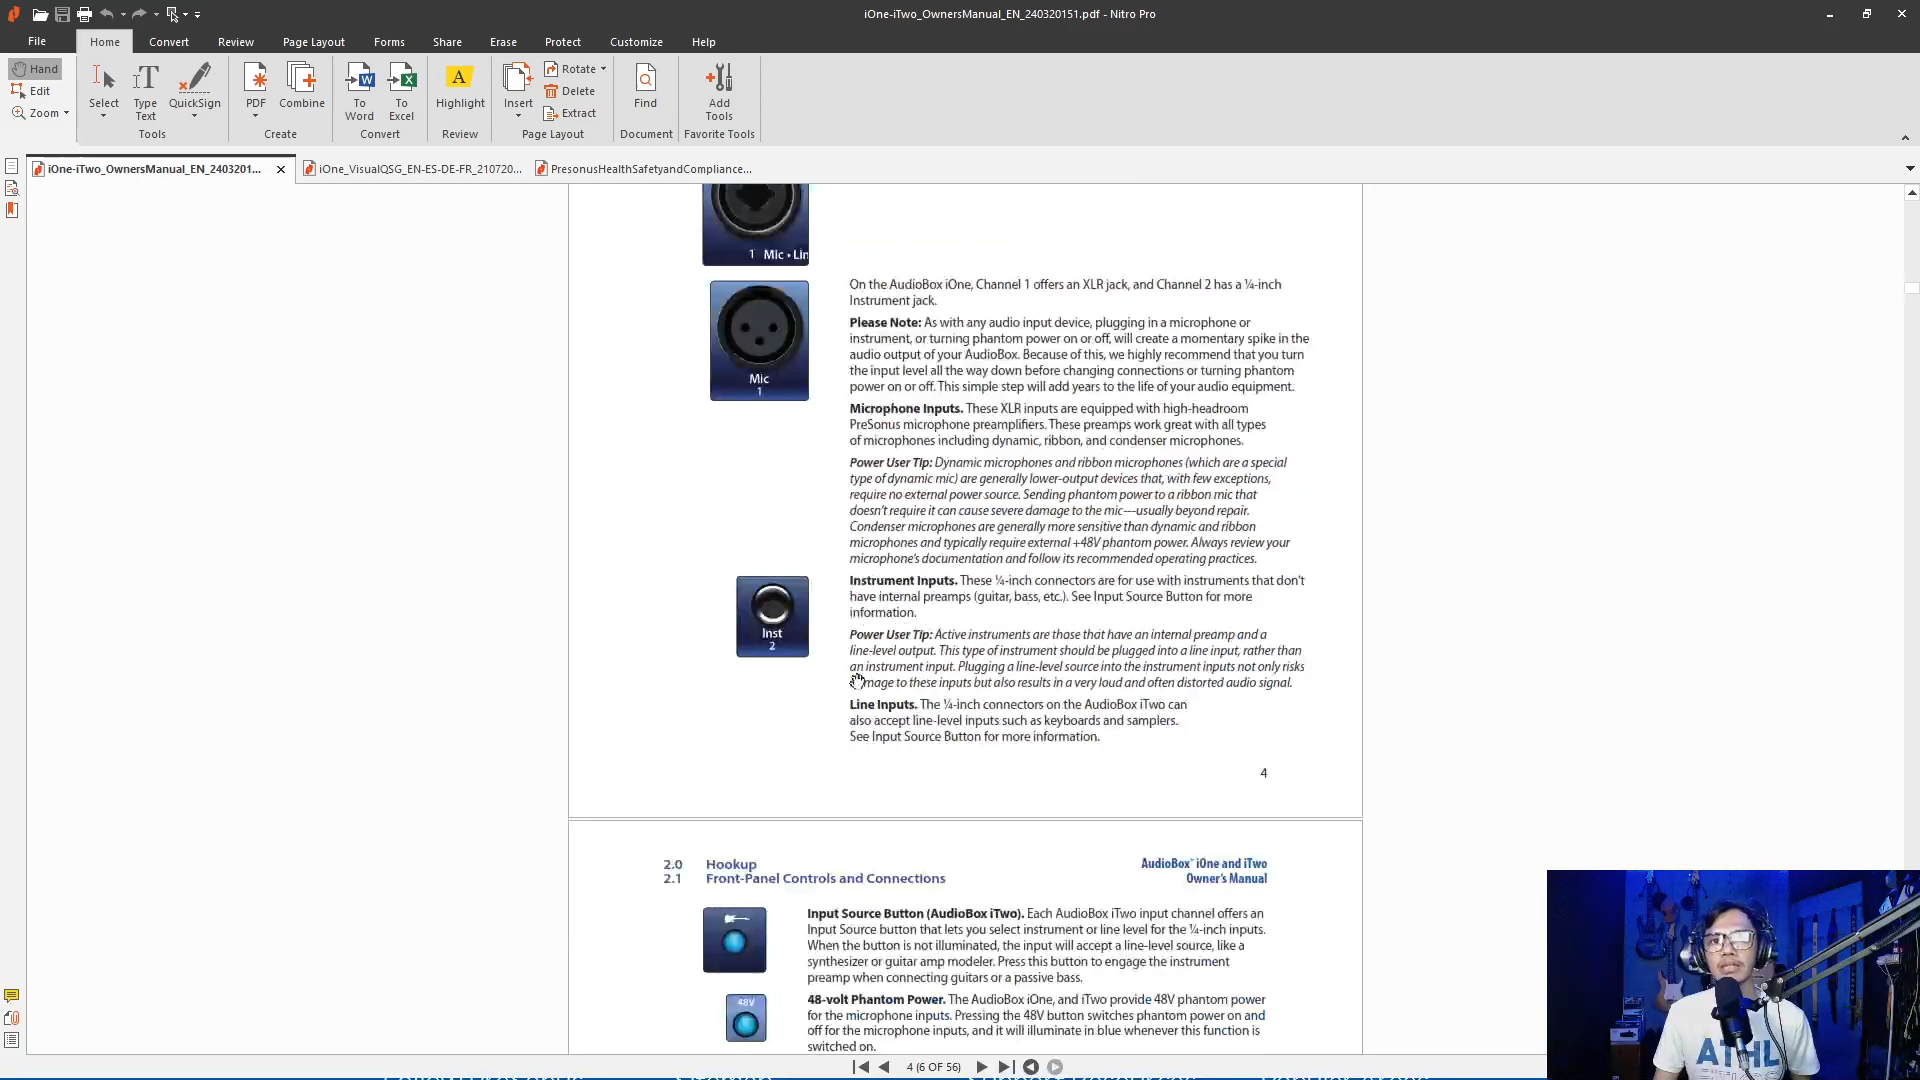 iOne-iTwo_OwnersManual_EN_240320151.pdf - Nitro Pro
File Home Convert Review Page Layout Forms Share Erase Protect Customize Help
Hand
Edit
Zoom
Select
Type Text
QuickSign
Tools
PDF
Combine
Create
To Word
To Excel
Convert
Highlight
Review
Insert
Rotate
Delete
Extract
Page Layout
Find
Document
Add Tools
Favorite Tools
iOne-iTwo_OwnersManual_EN_2403201...
iOne_VisualQSG_EN-ES-DE-FR_210720...
PresonusHealthSafetyandCompliance...
1 Mic • Lin
On the AudioBox iOne, Channel 1 offers an XLR jack, and Channel 2 has a ¼-inch
Instrument jack.
Please Note: As with any audio input device, plugging in a microphone or
instrument, or turning phantom power on or off, will create a momentary spike in the
audio output of your AudioBox. Because of this, we highly recommend that you turn
the input level all the way down before changing connections or turning phantom
power on or off. This simple step will add years to the life of your audio equipment.
Mic
1
Microphone Inputs. These XLR inputs are equipped with high-headroom
PreSonus microphone preamplifiers. These preamps work great with all types
of microphones including dynamic, ribbon, and condenser microphones.
Power User Tip: Dynamic microphones and ribbon microphones (which are a special
type of dynamic mic) are generally lower-output devices that, with few exceptions,
require no external power source. Sending phantom power to a ribbon mic that
doesn't require it can cause severe damage to the mic—usually beyond repair.
Condenser microphones are generally more sensitive than dynamic and ribbon
microphones and typically require external +48V phantom power. Always review your
microphone's documentation and follow its recommended operating practices.
Instrument Inputs. These ¼-inch connectors are for use with instruments that don't
have internal preamps (guitar, bass, etc.). See Input Source Button for more
information.
Inst
2
Power User Tip: Active instruments are those that have an internal preamp and a
line-level output. This type of instrument should be plugged into a line input, rather than
an instrument input. Plugging a line-level source into the instrument inputs not only risks
damage to these inputs but also results in a very loud and often distorted audio signal.
Line Inputs. The ¼-inch connectors on the AudioBox iTwo can
also accept line-level inputs such as keyboards and samplers.
See Input Source Button for more information.
4
2.0 Hookup
2.1 Front-Panel Controls and Connections
AudioBox™ iOne and iTwo
Owner's Manual
Input Source Button (AudioBox iTwo). Each AudioBox iTwo input channel offers an
Input Source button that lets you select instrument or line level for the ¼-inch inputs.
When the button is not illuminated, the input will accept a line-level source, like a
synthesizer or guitar amp modeler. Press this button to engage the instrument
preamp when connecting guitars or a passive bass.
48V
48-volt Phantom Power. The AudioBox iOne, and iTwo provide 48V phantom power
for the microphone inputs. Pressing the 48V button switches phantom power on and
off for the microphone inputs, and it will illuminate in blue whenever this function is
switched on.
4 (6 OF 56)
ATHL